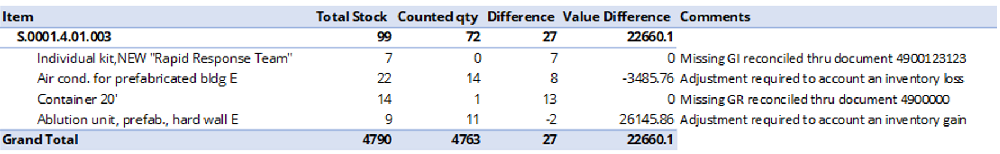 Item Total Stock Counted qty Difference Value Difference Comments
S.0001.4.01.003 99 72 27 22660.1
Individual kit,NEW "Rapid Response Team" 7 0 7 0 Missing GI reconciled thru document 4900123123
Air cond. for prefabricated bldg E 22 14 8 -3485.76 Adjustment required to account an inventory loss
Container 20' 14 1 13 0 Missing GR reconciled thru document 4900000
Ablution unit, prefab., hard wall E 9 11 -2 26145.86 Adjustment required to account an inventory gain
Grand Total 4790 4763 27 22660.1